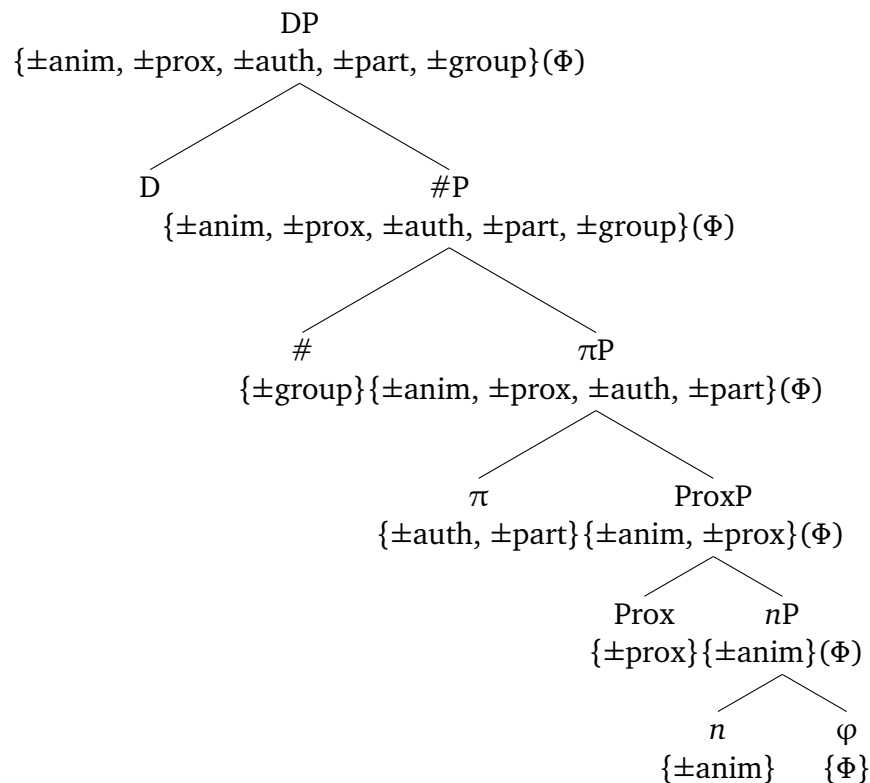 DP
{±anim, ±prox, ±auth, ±part, ±group}(Φ)
D #P
{±anim, ±prox, ±auth, ±part, ±group}(Φ)
# πP
{±group}{±anim, ±prox, ±auth, ±part}(Φ)
π ProxP
{±auth, ±part}{±anim, ±prox}(Φ)
Prox nP
{±prox}{±anim}(Φ)
n φ
{±anim} {Φ}